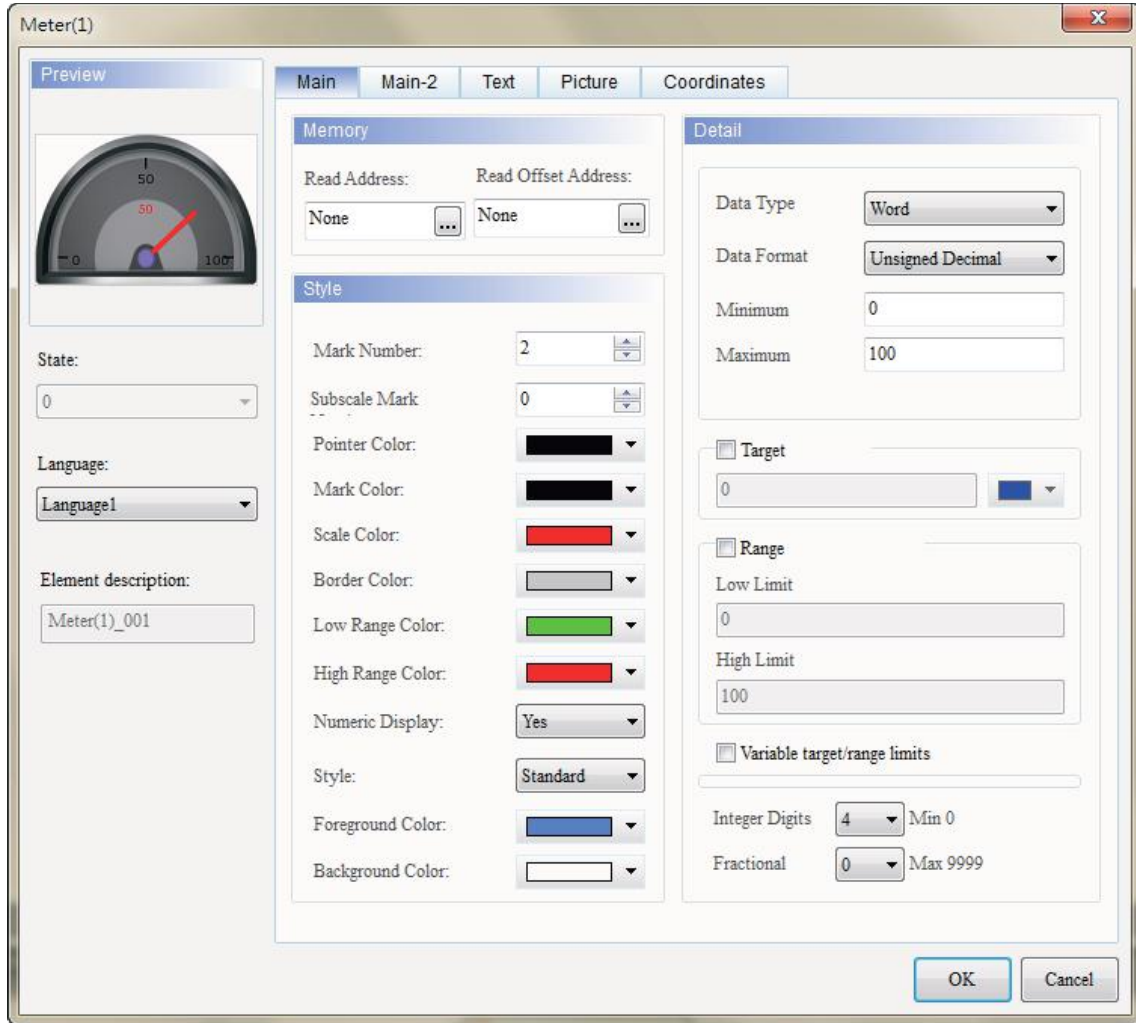 Meter(1)
Preview
50
50
0
100
State:
0
Language:
Language1
Element description:
Meter(1)_001
Main Main-2 Text Picture Coordinates
Memory
Read Address: Read Offset Address:
None ... None ...
Style
Mark Number: 2
Subscale Mark 0
Pointer Color:
Mark Color:
Scale Color:
Border Color:
Low Range Color:
High Range Color:
Numeric Display: Yes
Style: Standard
Foreground Color:
Background Color:
Detail
Data Type Word
Data Format Unsigned Decimal
Minimum 0
Maximum 100
Target
0
Range
Low Limit
0
High Limit
100
Variable target/range limits
Integer Digits 4 Min 0
Fractional 0 Max 9999
OK Cancel